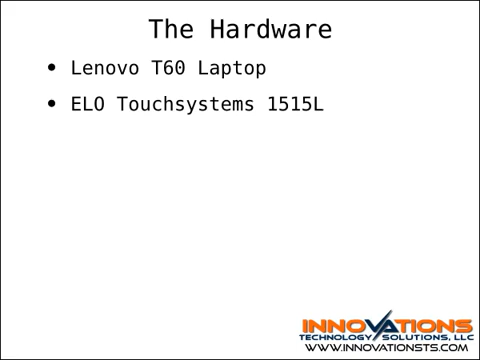 The Hardware
• Lenovo T60 Laptop
• ELO Touchsystems 1515L
INNOVATIONS
TECHNOLOGY SOLUTIONS, LLC
WWW.INNOVATIONSTS.COM